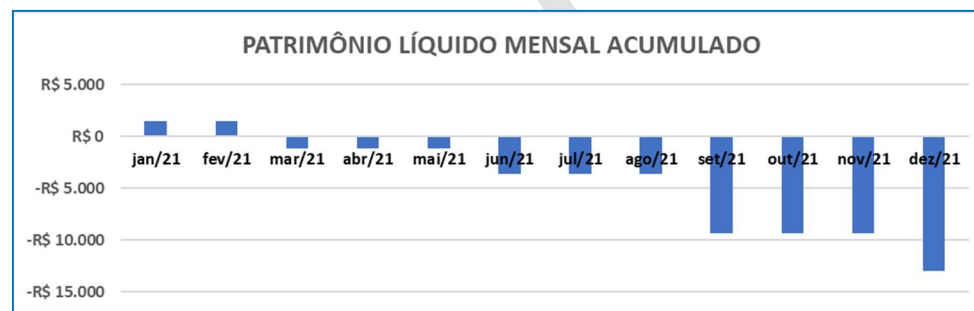 PATRIMÔNIO LÍQUIDO MENSAL ACUMULADO
R$ 5.000
R$ 0
jan/21 fev/21 mar/21 abr/21 mai/21 jun/21 jul/21 ago/21 set/21 out/21 nov/21 dez/21
-R$ 5.000
-R$ 10.000
-R$ 15.000